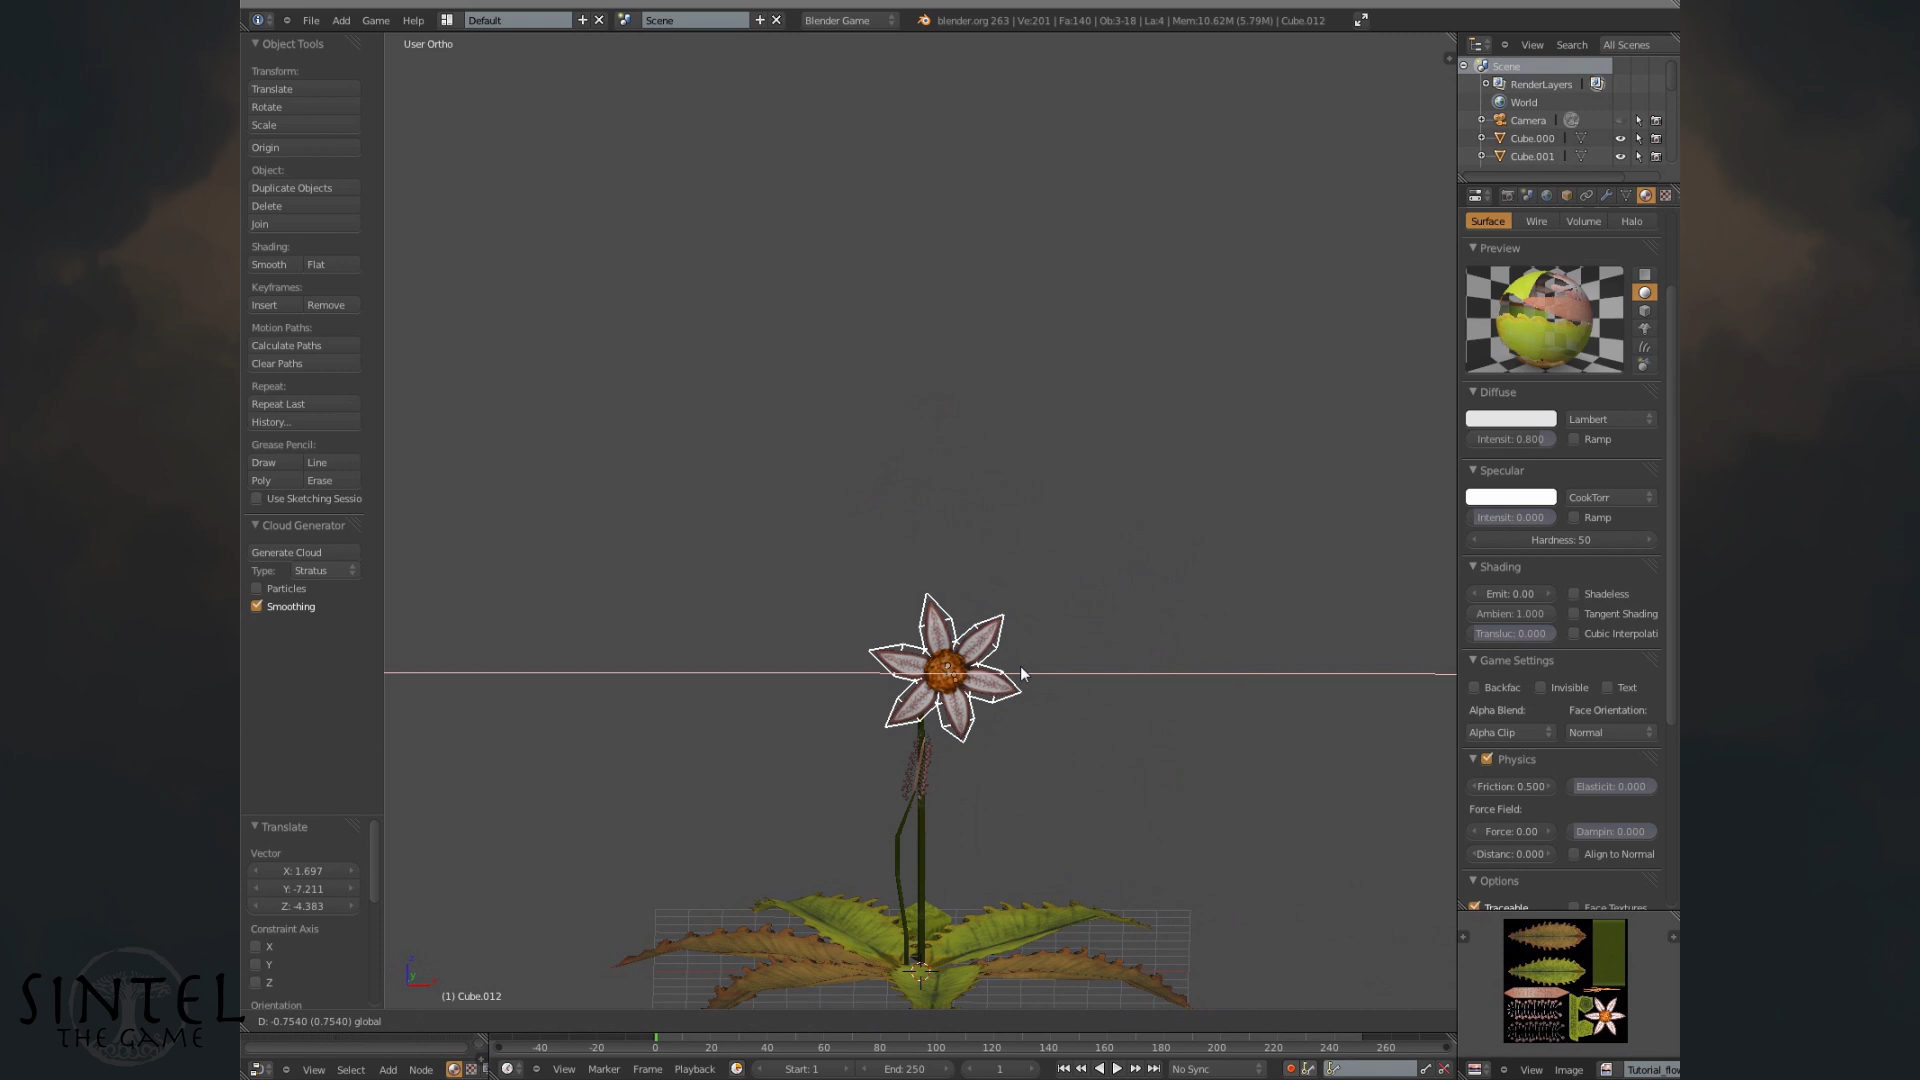 File Add Game Help Default Scene Blender Game blender.org 263 | Ve:201 | Fa:140 | Ob:3-18 | La:4 | Mem:10.62M (5.79M) | Cube.012
Object Tools
Transform:
Translate
Rotate
Scale
Origin
Object:
Duplicate Objects
Delete
Join
Shading:
Smooth Flat
Keyframes:
Insert Remove
Motion Paths:
Calculate Paths
Clear Paths
Repeat:
Repeat Last
History...
Grease Pencil:
Draw Line
Poly Erase
Use Sketching Sessio
Cloud Generator
Generate Cloud
Type: Stratus
Particles
Smoothing
Translate
Vector
X: 1.697
Y: -7.211
Z: -4.383
Constraint Axis
X
Y
Z
Orientation
User Ortho
(1) Cube.012
D: -0.7540 (0.7540) global
View Search All Scenes
Scene
RenderLayers
World
Camera
Cube.000
Cube.001
Surface Wire Volume Halo
Preview
Diffuse
Lambert
Intensit: 0.800 Ramp
Specular
CookTorr
Intensit: 0.000 Ramp
Hardness: 50
Shading
Emit: 0.00 Shadeless
Ambien: 1.000 Tangent Shading
Transluc: 0.000 Cubic Interpolati
Game Settings
Backfac Invisible Text
Alpha Blend: Face Orientation:
Alpha Clip Normal
Physics
Friction: 0.500 Elasticit: 0.000
Force Field:
Force: 0.00 Dampin: 0.000
Distanc: 0.000 Align to Normal
Options
Traceable Face Textures
-40 -20 0 20 40 60 80 100 120 140 160 180 200 220 240 260
View Select Add Node View Marker Frame Playback Start: 1 End: 250 1 No Sync View Image Tutorial_flow
SINTEL
THE GAME